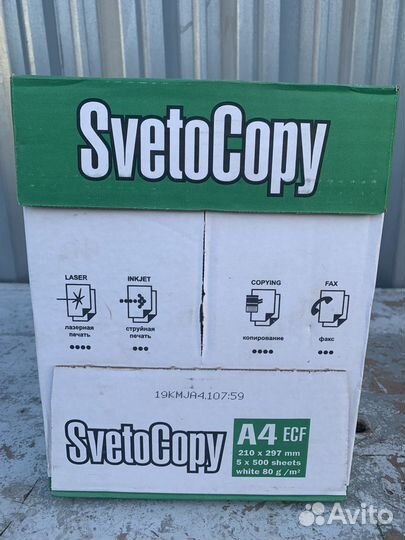 SvetoCopy
LASER
лазерная
печать
INKJET
струйная
печать
COPYING
копирование
FAX
факс
19KMJA4.107:59
SvetoCopy
A4 ECF
210 x 297 mm
5 x 500 sheets
white 80 g /m²
Avito